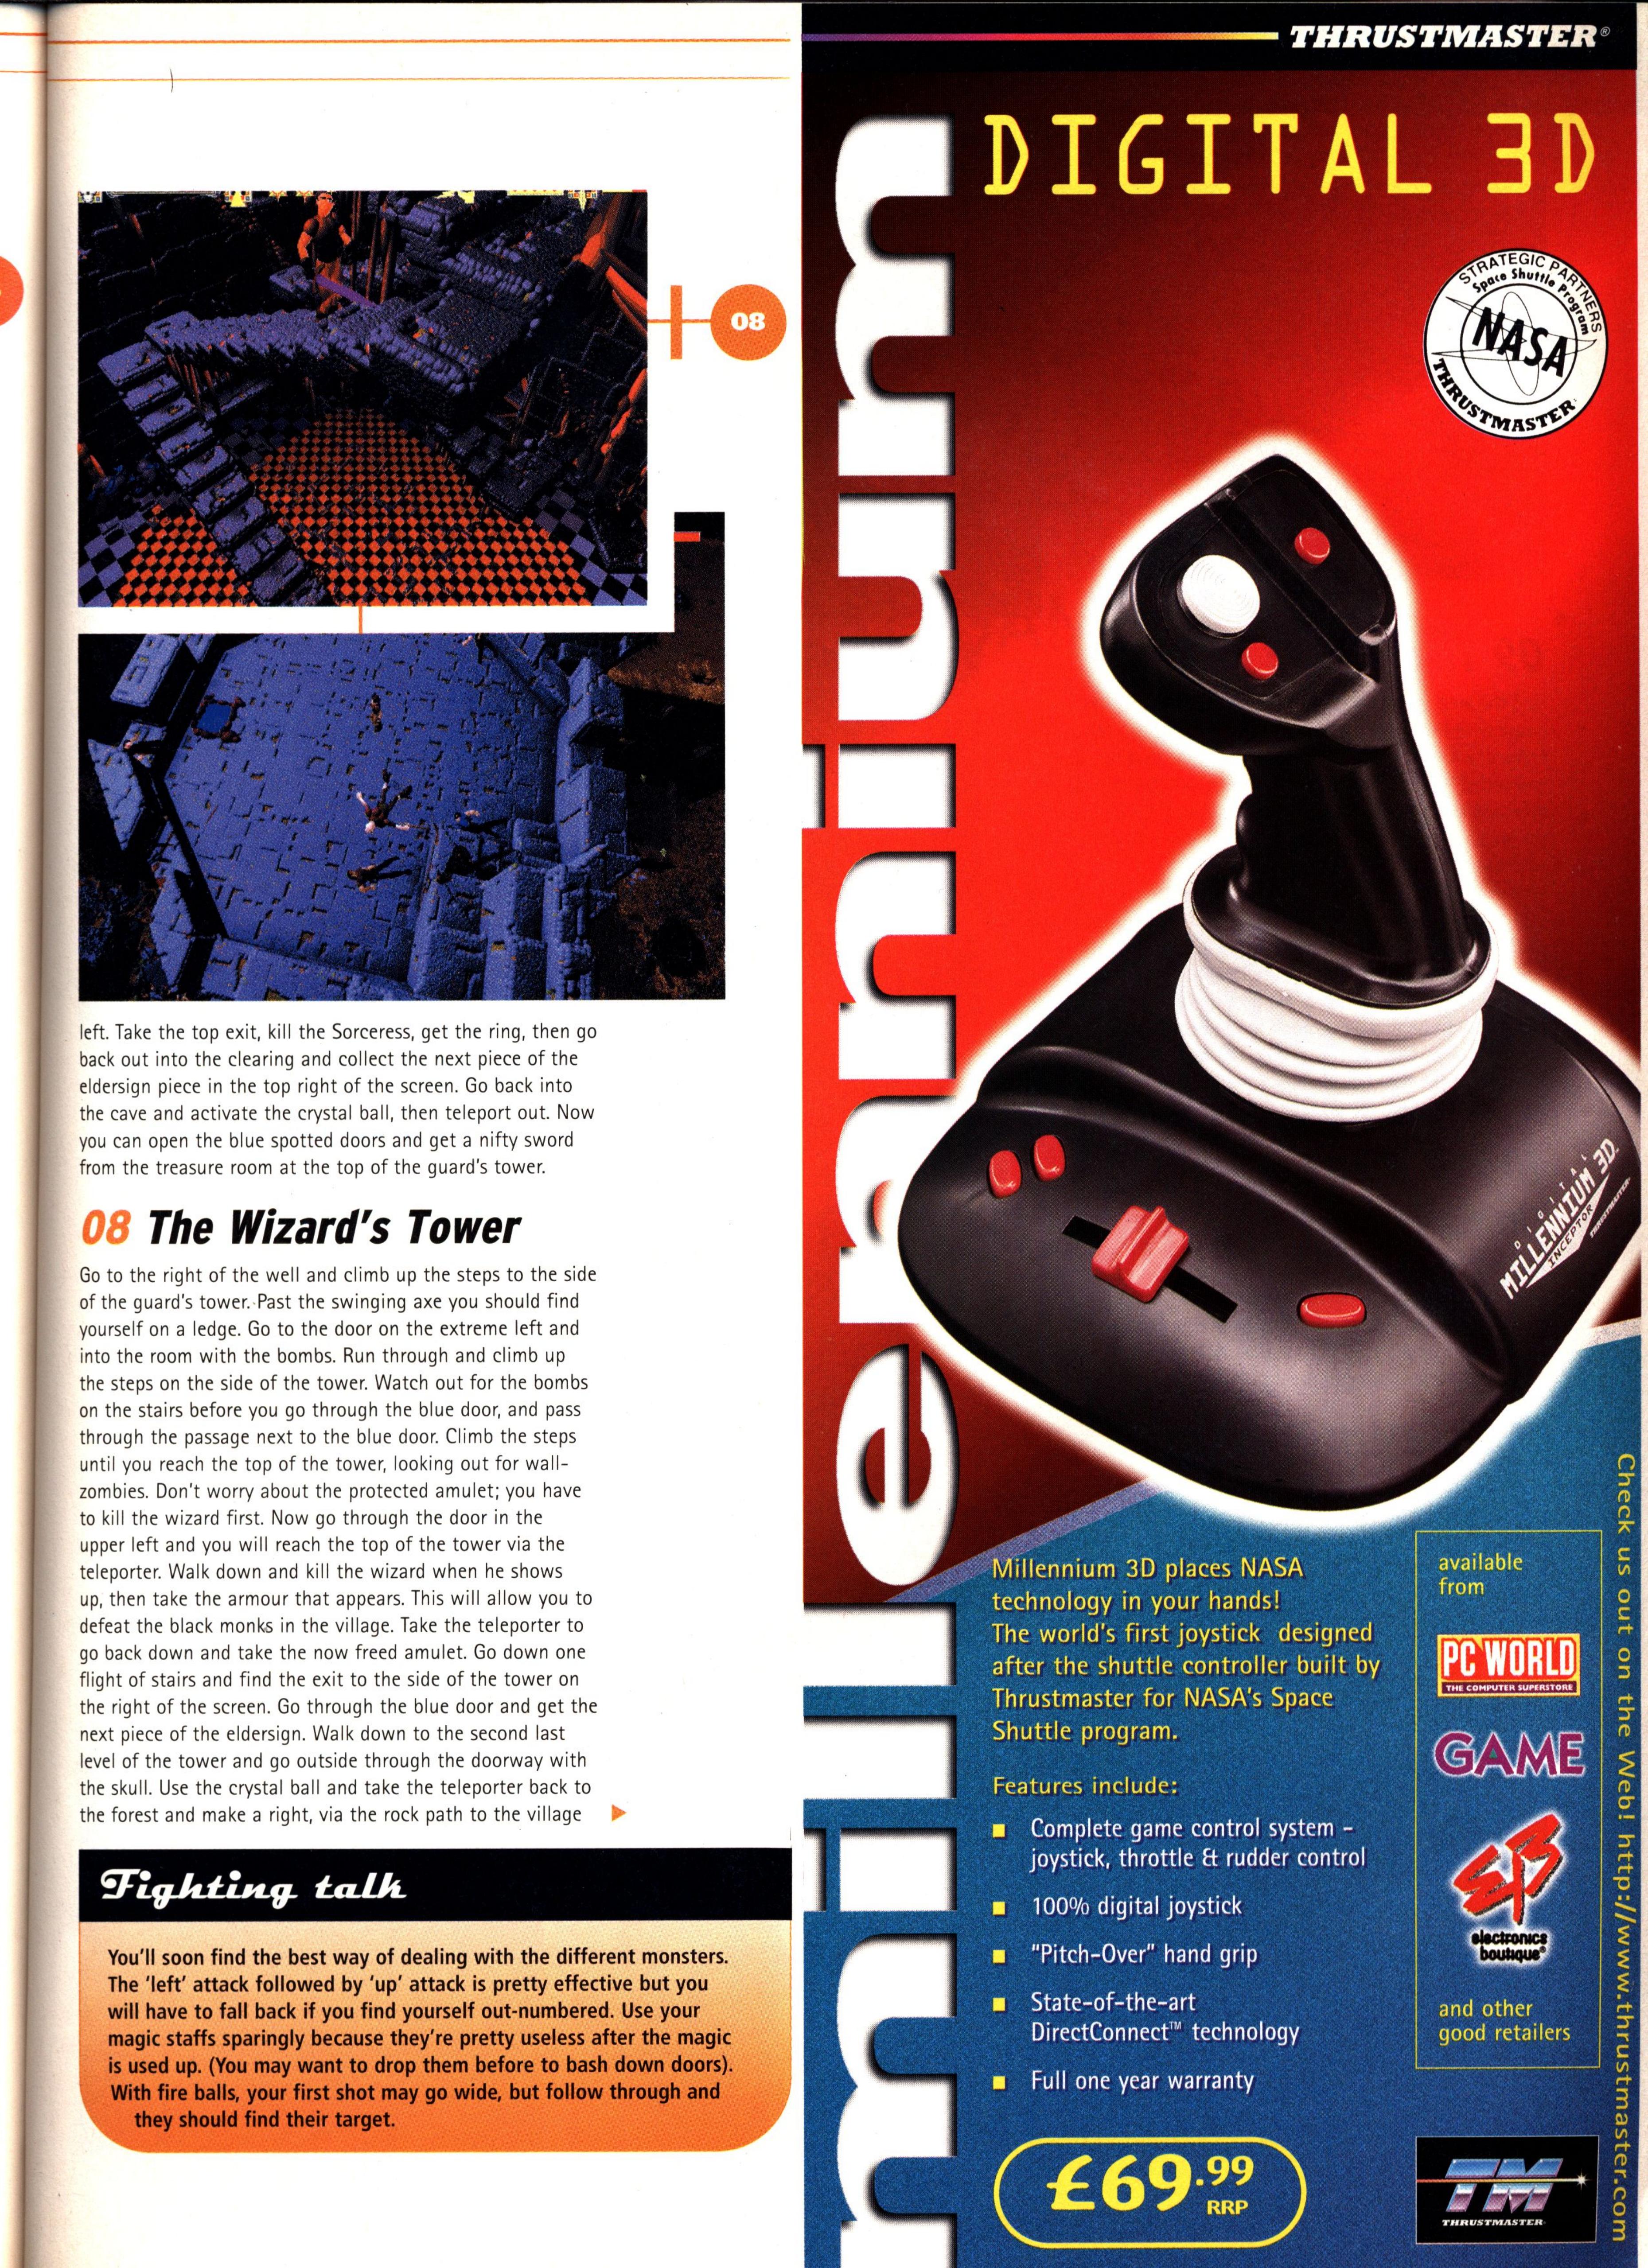 08
left. Take the top exit, kill the Sorceress, get the ring, then go
back out into the clearing and collect the next piece of the
eldersign piece in the top right of the screen. Go back into
the cave and activate the crystal ball, then teleport out. Now
you can open the blue spotted doors and get a nifty sword
from the treasure room at the top of the guard's tower.
08 The Wizard's Tower
Go to the right of the well and climb up the steps to the side
of the guard's tower. Past the swinging axe you should find
yourself on a ledge. Go to the door on the extreme left and
into the room with the bombs. Run through and climb up
the steps on the side of the tower. Watch out for the bombs
on the stairs before you go through the blue door, and pass
through the passage next to the blue door. Climb the steps
until you reach the top of the tower, looking out for wall-
zombies. Don't worry about the protected amulet; you have
to kill the wizard first. Now go through the door in the
upper left and you will reach the top of the tower via the
teleporter. Walk down and kill the wizard when he shows
up, then take the armour that appears. This will allow you to
defeat the black monks in the village. Take the teleporter to
go back down and take the now freed amulet. Go down one
flight of stairs and find the exit to the side of the tower on
the right of the screen. Go through the blue door and get the
next piece of the eldersign. Walk down to the second last
level of the tower and go outside through the doorway with
the skull. Use the crystal ball and take the teleporter back to
the forest and make a right, via the rock path to the village
Fighting talk
You'll soon find the best way of dealing with the different monsters.
The 'left' attack followed by 'up' attack is pretty effective but you
will have to fall back if you find yourself out-numbered. Use your
magic staffs sparingly because they're pretty useless after the magic
is used up. (You may want to drop them before to bash down doors).
With fire balls, your first shot may go wide, but follow through and
they should find their target.
THRUSTMASTER®
millennium
DIGITAL 3D
STRATEGIC PARTNERS
Space Shuttle Program
NASA
THRUSTMASTER
DIGITAL
MILLENNIUM 3D™
INCEPTOR
THRUSTMASTER
Millennium 3D places NASA
technology in your hands!
The world's first joystick designed
after the shuttle controller built by
Thrustmaster for NASA's Space
Shuttle program.
Features include:
Complete game control system -
joystick, throttle & rudder control
100% digital joystick
"Pitch-Over" hand grip
State-of-the-art
DirectConnect™ technology
Full one year warranty
£69.99
RRP
available
from
PC WORLD
THE COMPUTER SUPERSTORE
GAME
EB
electronics
boutique®
and other
good retailers
TM
THRUSTMASTER
Check us out on the Web! http://www.thrustmaster.com